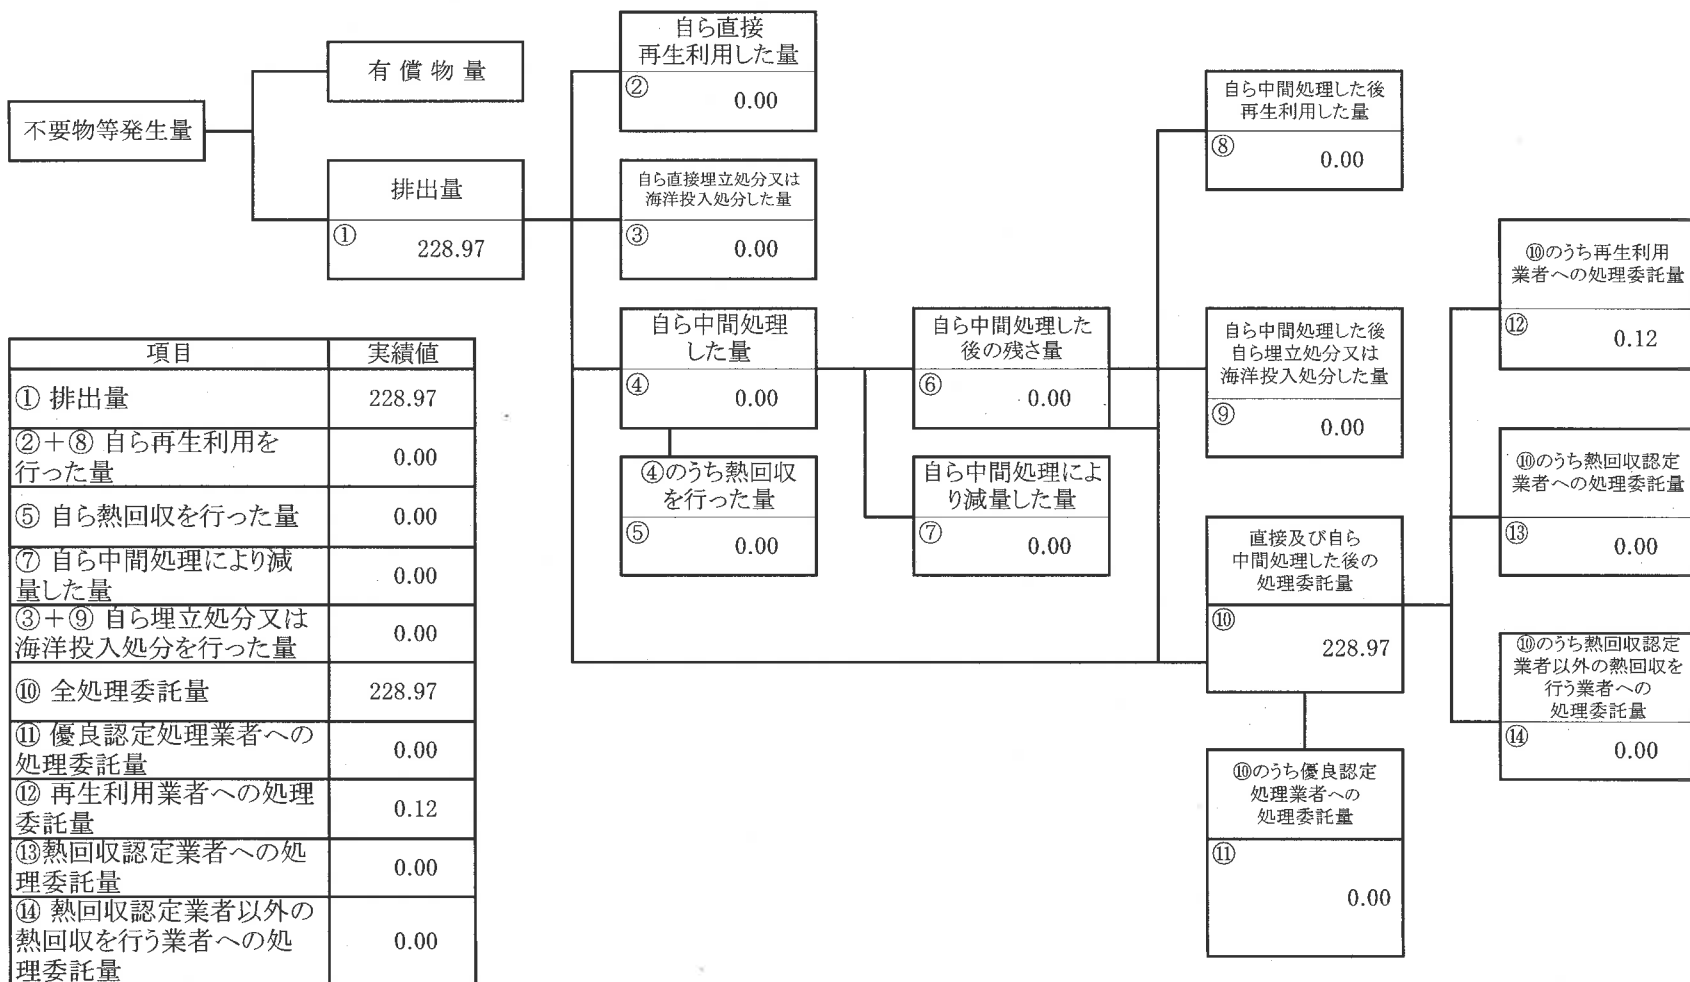 不要物等発生量
有償物量
排出量
①
228.97
自ら直接
再生利用した量
②
0.00
自ら直接埋立処分又は
海洋投入処分した量
③
0.00
自ら中間処理
した量
④
0.00
④のうち熱回収
を行った量
⑤
0.00
自ら中間処理した
後の残さ量
⑥
0.00
自ら中間処理によ
り減量した量
⑦
0.00
自ら中間処理した後
再生利用した量
⑧
0.00
自ら中間処理した後
自ら埋立処分又は
海洋投入処分した量
⑨
0.00
直接及び自ら
中間処理した後の
処理委託量
⑩
228.97
⑩のうち優良認定
処理業者への
処理委託量
⑪
0.00
⑩のうち再生利用
業者への処理委託量
⑫
0.12
⑩のうち熱回収認定
業者への処理委託量
⑬
0.00
⑩のうち熱回収認定
業者以外の熱回収を
行う業者への
処理委託量
⑭
0.00
項目 実績値
① 排出量 228.97
②＋⑧ 自ら再生利用を
行った量 0.00
⑤ 自ら熱回収を行った量 0.00
⑦ 自ら中間処理により減
量した量 0.00
③＋⑨ 自ら埋立処分又は
海洋投入処分を行った量 0.00
⑩ 全処理委託量 228.97
⑪ 優良認定処理業者への
処理委託量 0.00
⑫ 再生利用業者への処理
委託量 0.12
⑬熱回収認定業者への処
理委託量 0.00
⑭ 熱回収認定業者以外の
熱回収を行う業者への処
理委託量 0.00